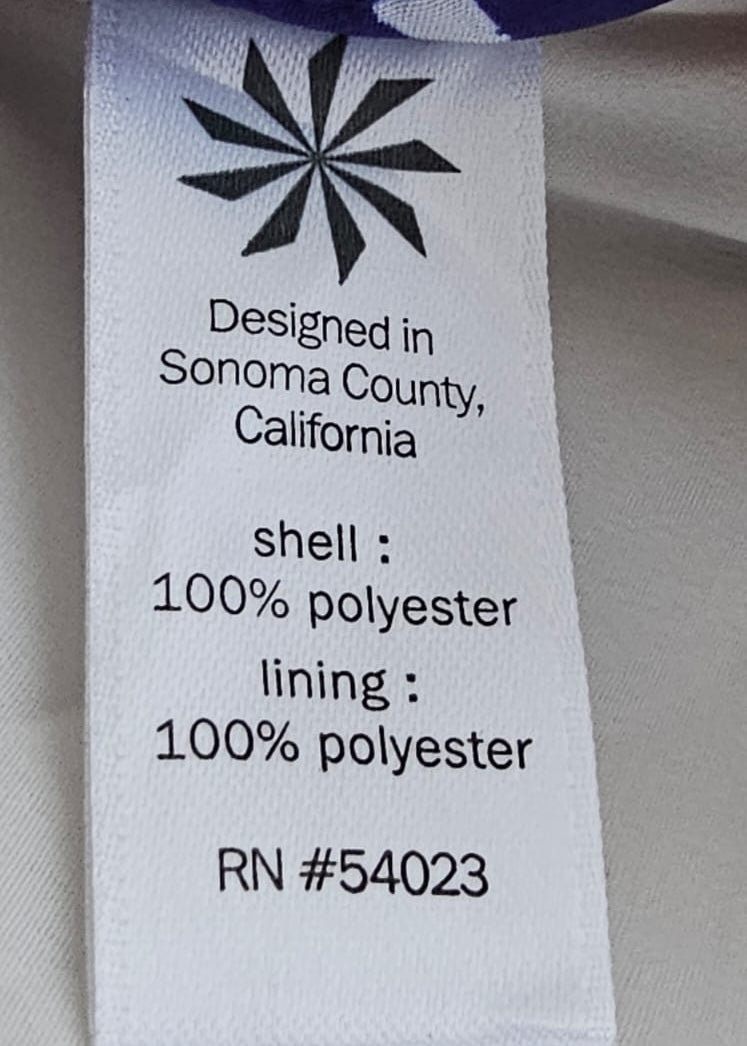 Designed in
Sonoma County,
California
shell :
100% polyester
lining :
100% polyester
RN #54023